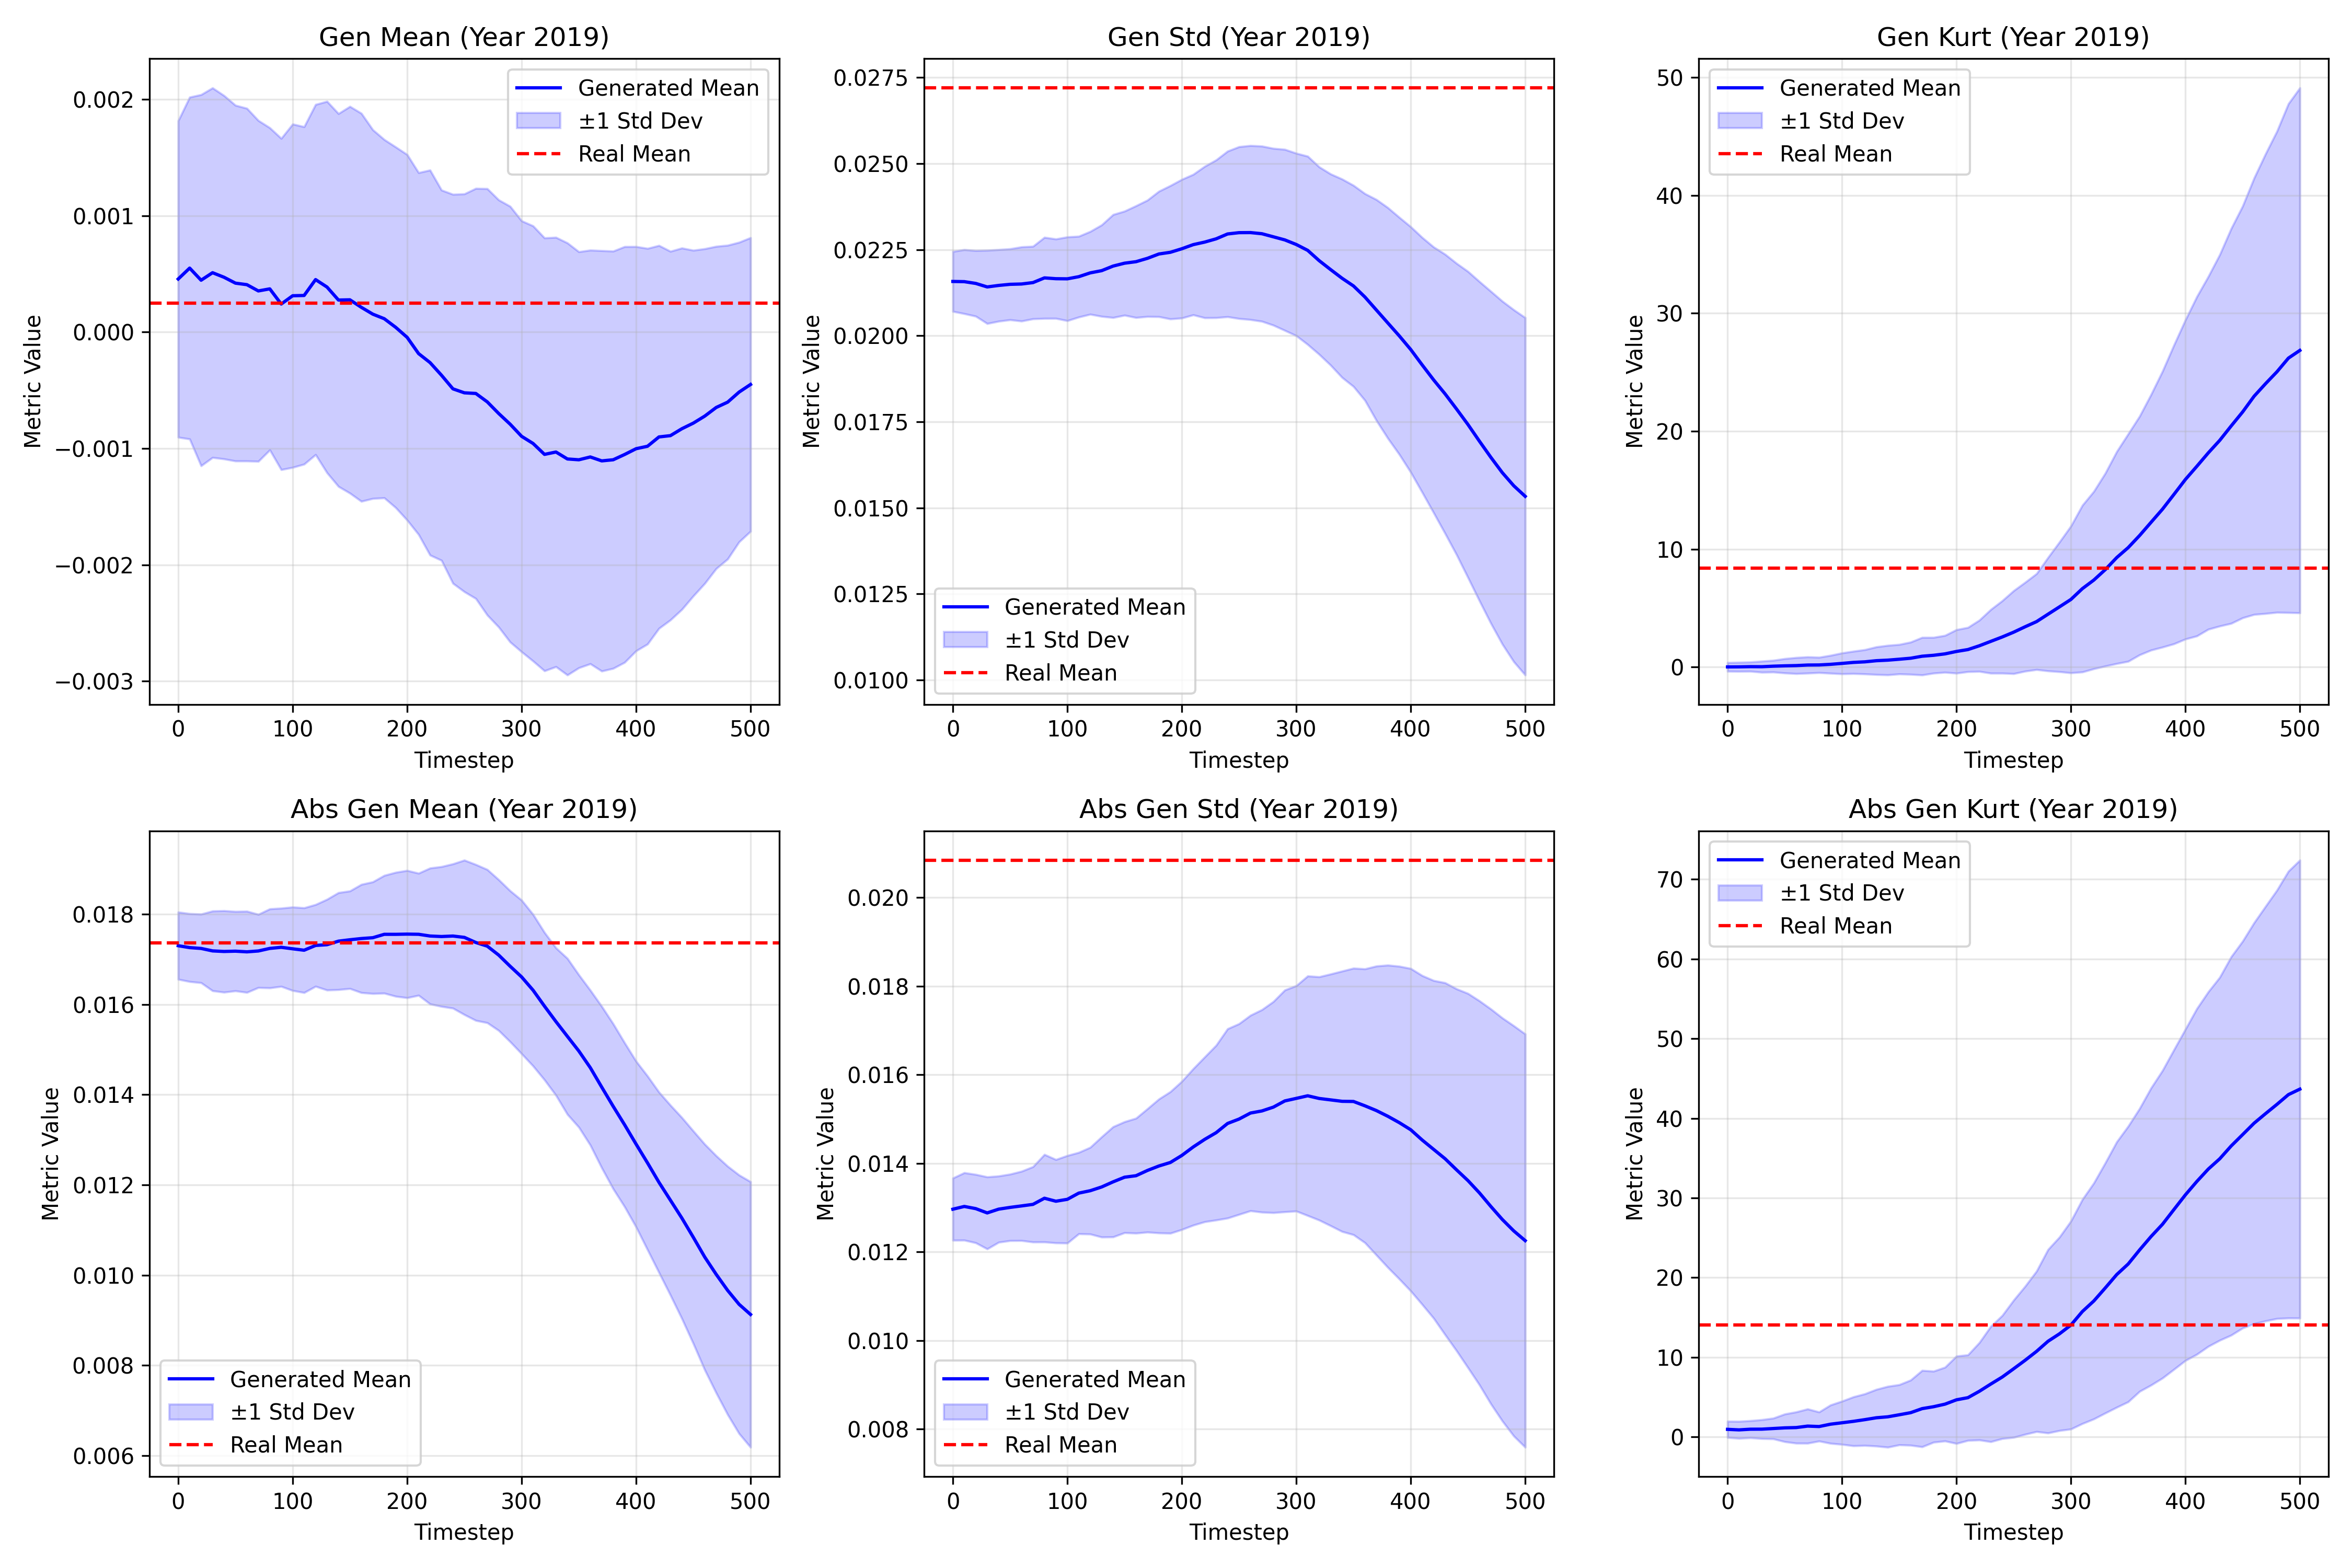 Gen Mean (Year 2019)
Metric Value
0.002
0.001
0.000
−0.001
−0.002
−0.003
0 100 200 300 400 500
Timestep
Generated Mean
±1 Std Dev
Real Mean
Gen Std (Year 2019)
Metric Value
0.0275
0.0250
0.0225
0.0200
0.0175
0.0150
0.0125
0.0100
0 100 200 300 400 500
Timestep
Generated Mean
±1 Std Dev
Real Mean
Gen Kurt (Year 2019)
Metric Value
50
40
30
20
10
0
0 100 200 300 400 500
Timestep
Generated Mean
±1 Std Dev
Real Mean
Abs Gen Mean (Year 2019)
Metric Value
0.018
0.016
0.014
0.012
0.010
0.008
0.006
0 100 200 300 400 500
Timestep
Generated Mean
±1 Std Dev
Real Mean
Abs Gen Std (Year 2019)
Metric Value
0.020
0.018
0.016
0.014
0.012
0.010
0.008
0 100 200 300 400 500
Timestep
Generated Mean
±1 Std Dev
Real Mean
Abs Gen Kurt (Year 2019)
Metric Value
70
60
50
40
30
20
10
0
0 100 200 300 400 500
Timestep
Generated Mean
±1 Std Dev
Real Mean